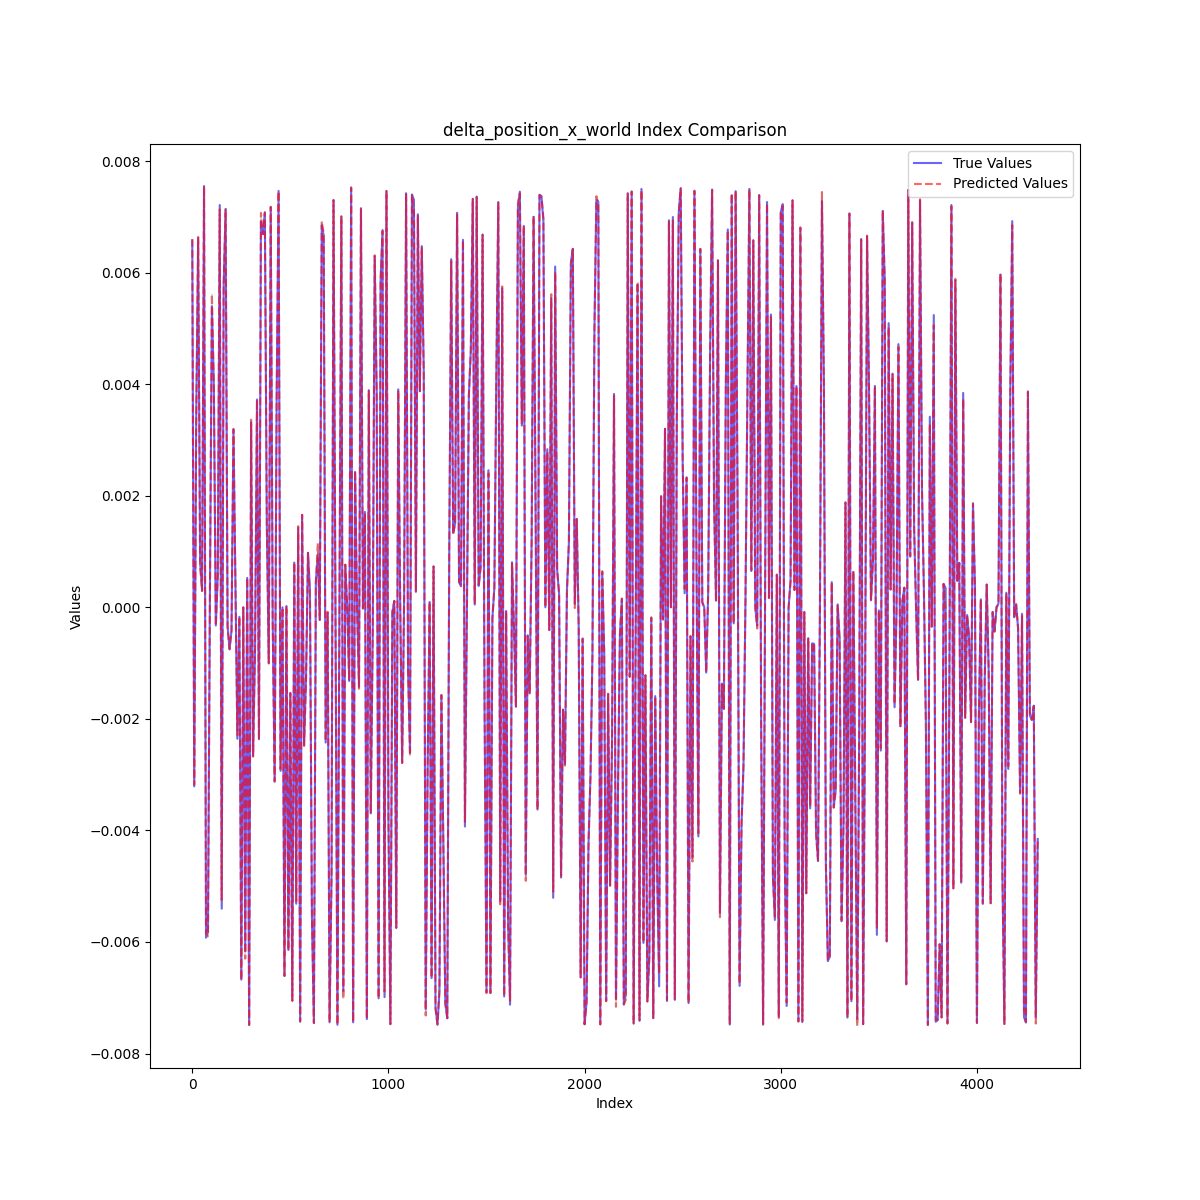 delta_position_x_world Index Comparison
True Values
Predicted Values
0.008
0.006
0.004
0.002
0.000
−0.002
−0.004
−0.006
−0.008
Values
0 1000 2000 3000 4000
Index